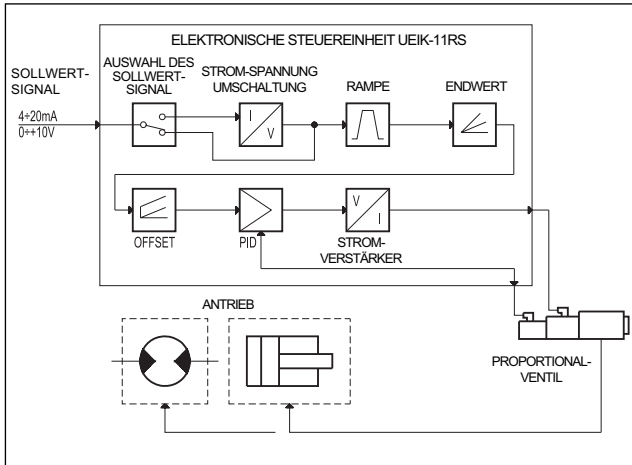 ELEKTRONISCHE STEUEREINHEIT UEIK-11RS
SOLLWERT-
SIGNAL
4÷20mA
0÷+10V
AUSWAHL DES
SOLLWERT-
SIGNAL
STROM-SPANNUNG
UMSCHALTUNG
RAMPE
ENDWERT
I
V
OFFSET
PID
V
I
STROM-
VERSTÄRKER
ANTRIEB
PROPORTIONAL-
VENTIL